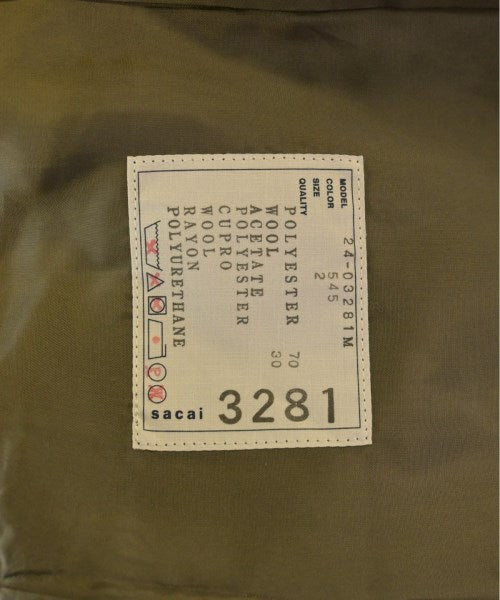 MODEL 24-03281M
COLOR 545
SIZE 2
QUALITY
POLYESTER 70
WOOL 30
ACETATE
POLYESTER
CUPRO
WOOL
RAYON
POLYURETHANE
P W
sacai 3281